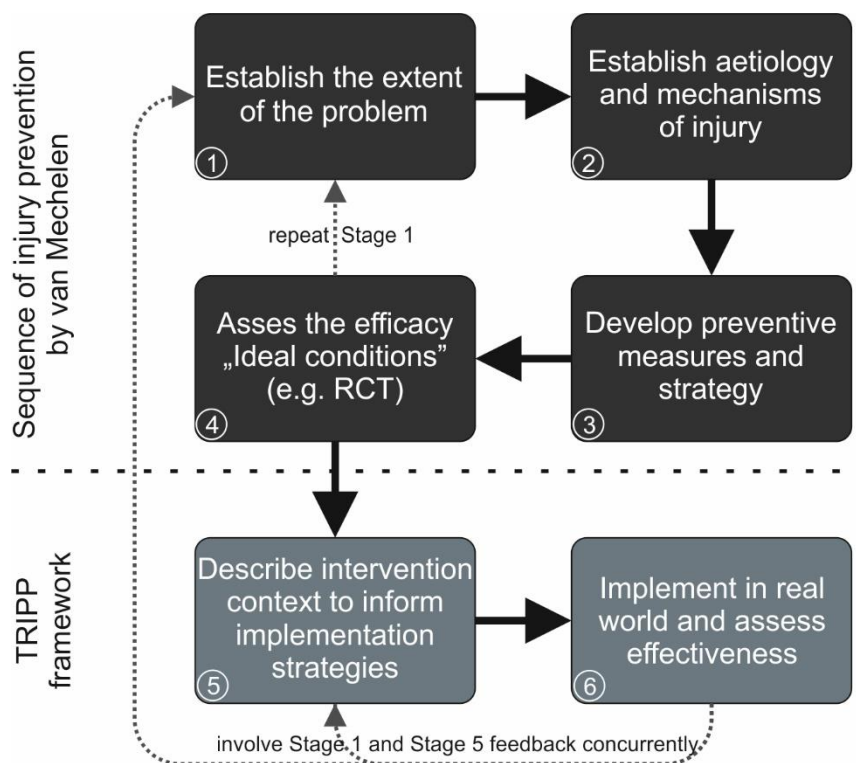 Sequence of injury prevention
by van Mechelen
Establish the extent
of the problem
1
Establish aetiology
and mechanisms
of injury
2
repeat Stage 1
Asses the efficacy
„Ideal conditions”
(e.g. RCT)
4
Develop preventive
measures and
strategy
3
TRIPP
framework
Describe intervention
context to inform
implementation
strategies
5
Implement in real
world and assess
effectiveness
6
involve Stage 1 and Stage 5 feedback concurrently